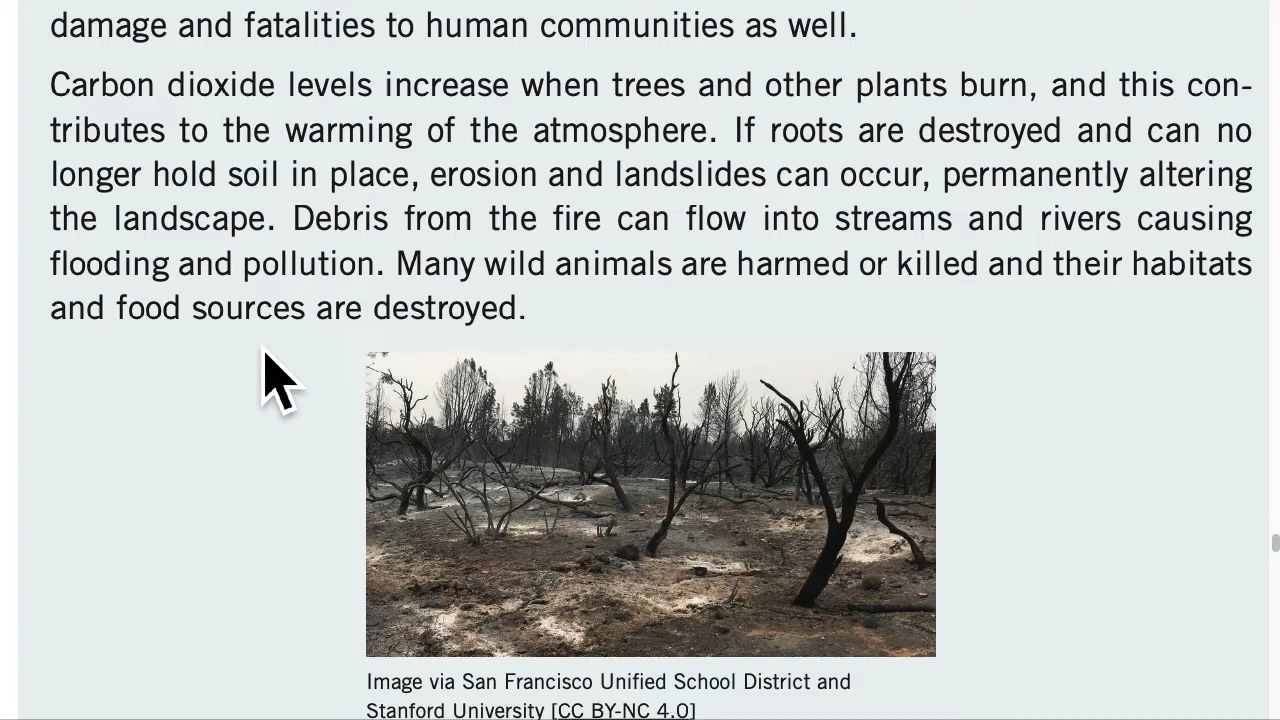 damage and fatalities to human communities as well.
Carbon dioxide levels increase when trees and other plants burn, and this con-
tributes to the warming of the atmosphere. If roots are destroyed and can no
longer hold soil in place, erosion and landslides can occur, permanently altering
the landscape. Debris from the fire can flow into streams and rivers causing
flooding and pollution. Many wild animals are harmed or killed and their habitats
and food sources are destroyed.
Image via San Francisco Unified School District and
Stanford University [CC BY-NC 4.0]